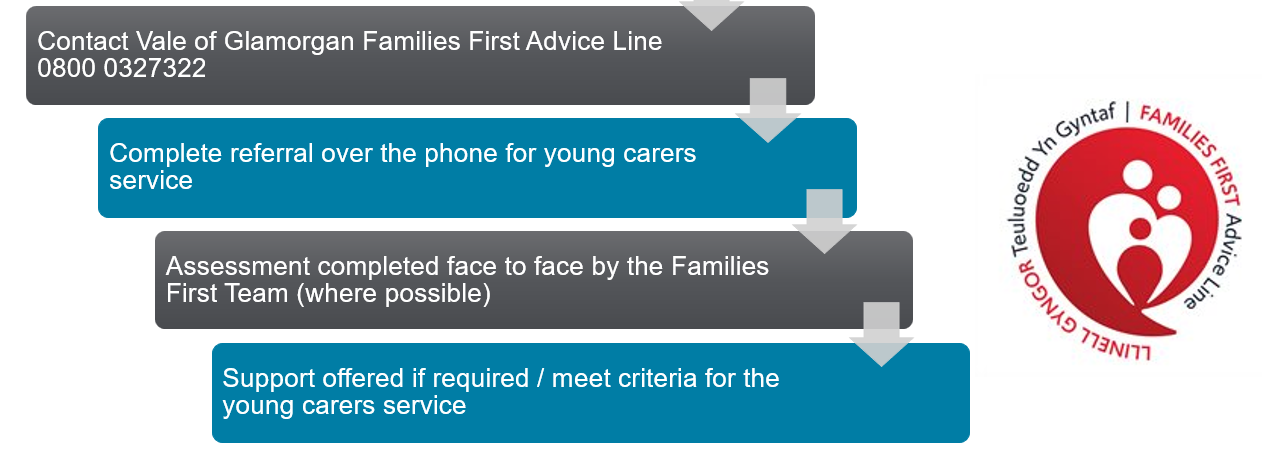 Contact Vale of Glamorgan Families First Advice Line
0800 0327322
Complete referral over the phone for young carers
service
Assessment completed face to face by the Families
First Team (where possible)
Support offered if required / meet criteria for the
young carers service
LLINELL GYNGOR Teuluoedd Yn Gyntaf | FAMILIES FIRST Advice Line